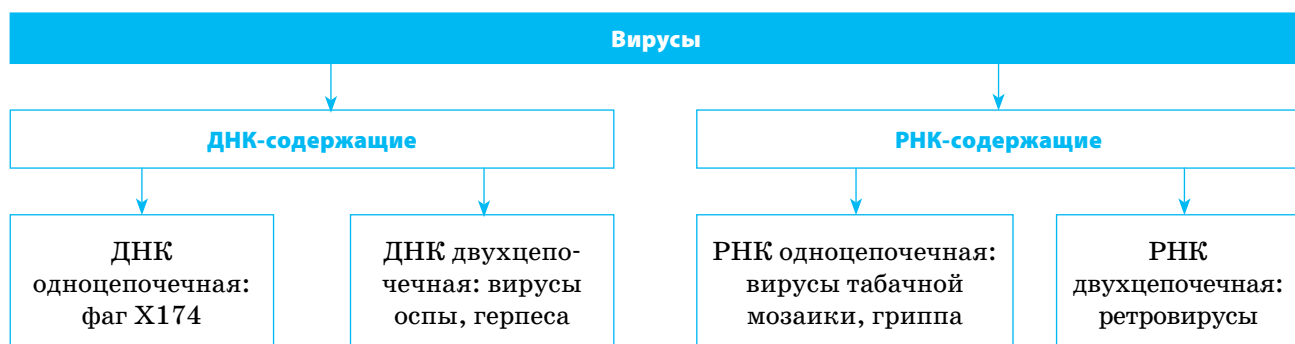 Вирусы
ДНК-содержащие
РНК-содержащие
ДНК
одноцепочечная:
фаг X174
ДНК двухцепо-
чечная: вирусы
оспы, герпеса
РНК одноцепочечная:
вирусы табачной
мозаики, гриппа
РНК
двухцепочечная:
ретровирусы